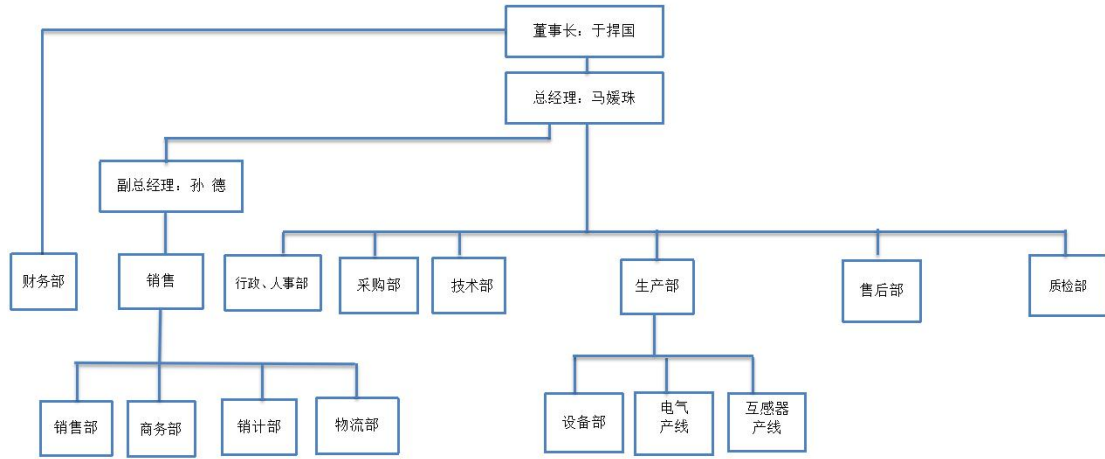 董事长：于捍国
总经理：马媛珠
副总经理：孙 德
财务部
销售
行政、人事部
采购部
技术部
生产部
售后部
质检部
销售部
商务部
销计部
物流部
设备部
电气
产线
互感器
产线